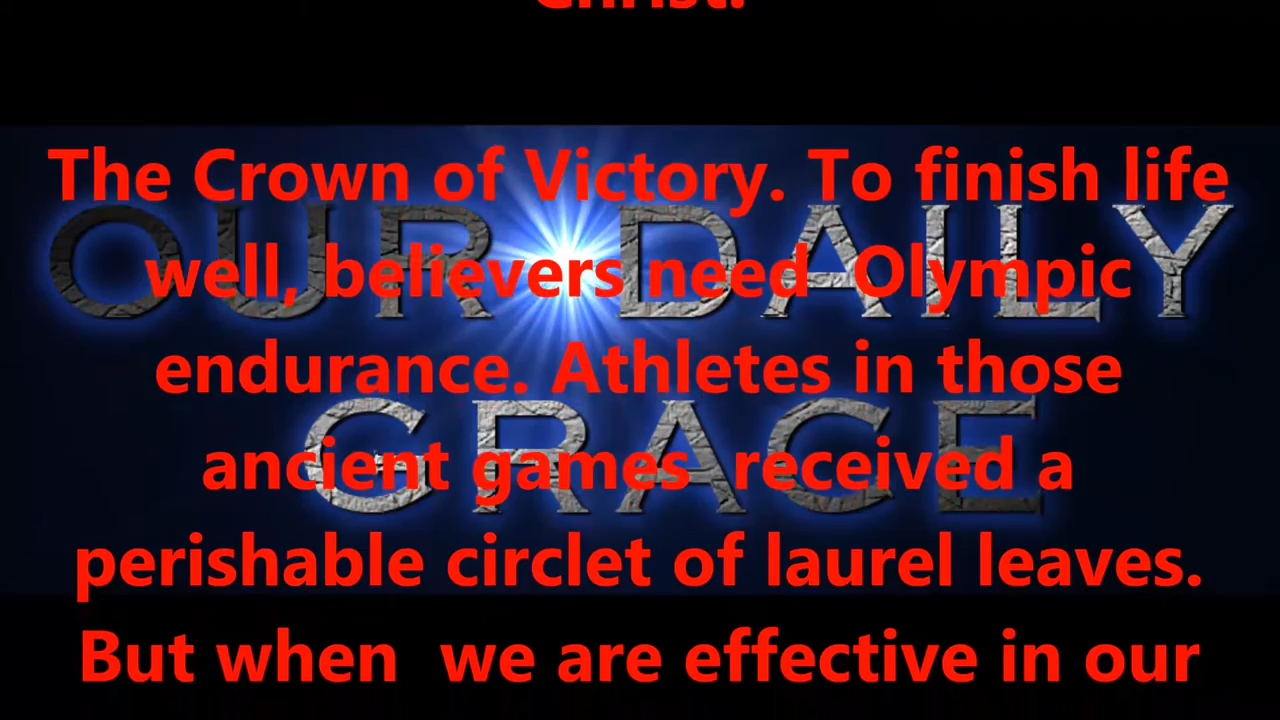 Christ.
The Crown of Victory. To finish life
well, believers need Olympic
endurance. Athletes in those
ancient games received a
perishable circlet of laurel leaves.
But when we are effective in our
OUR DAILY
GRACE